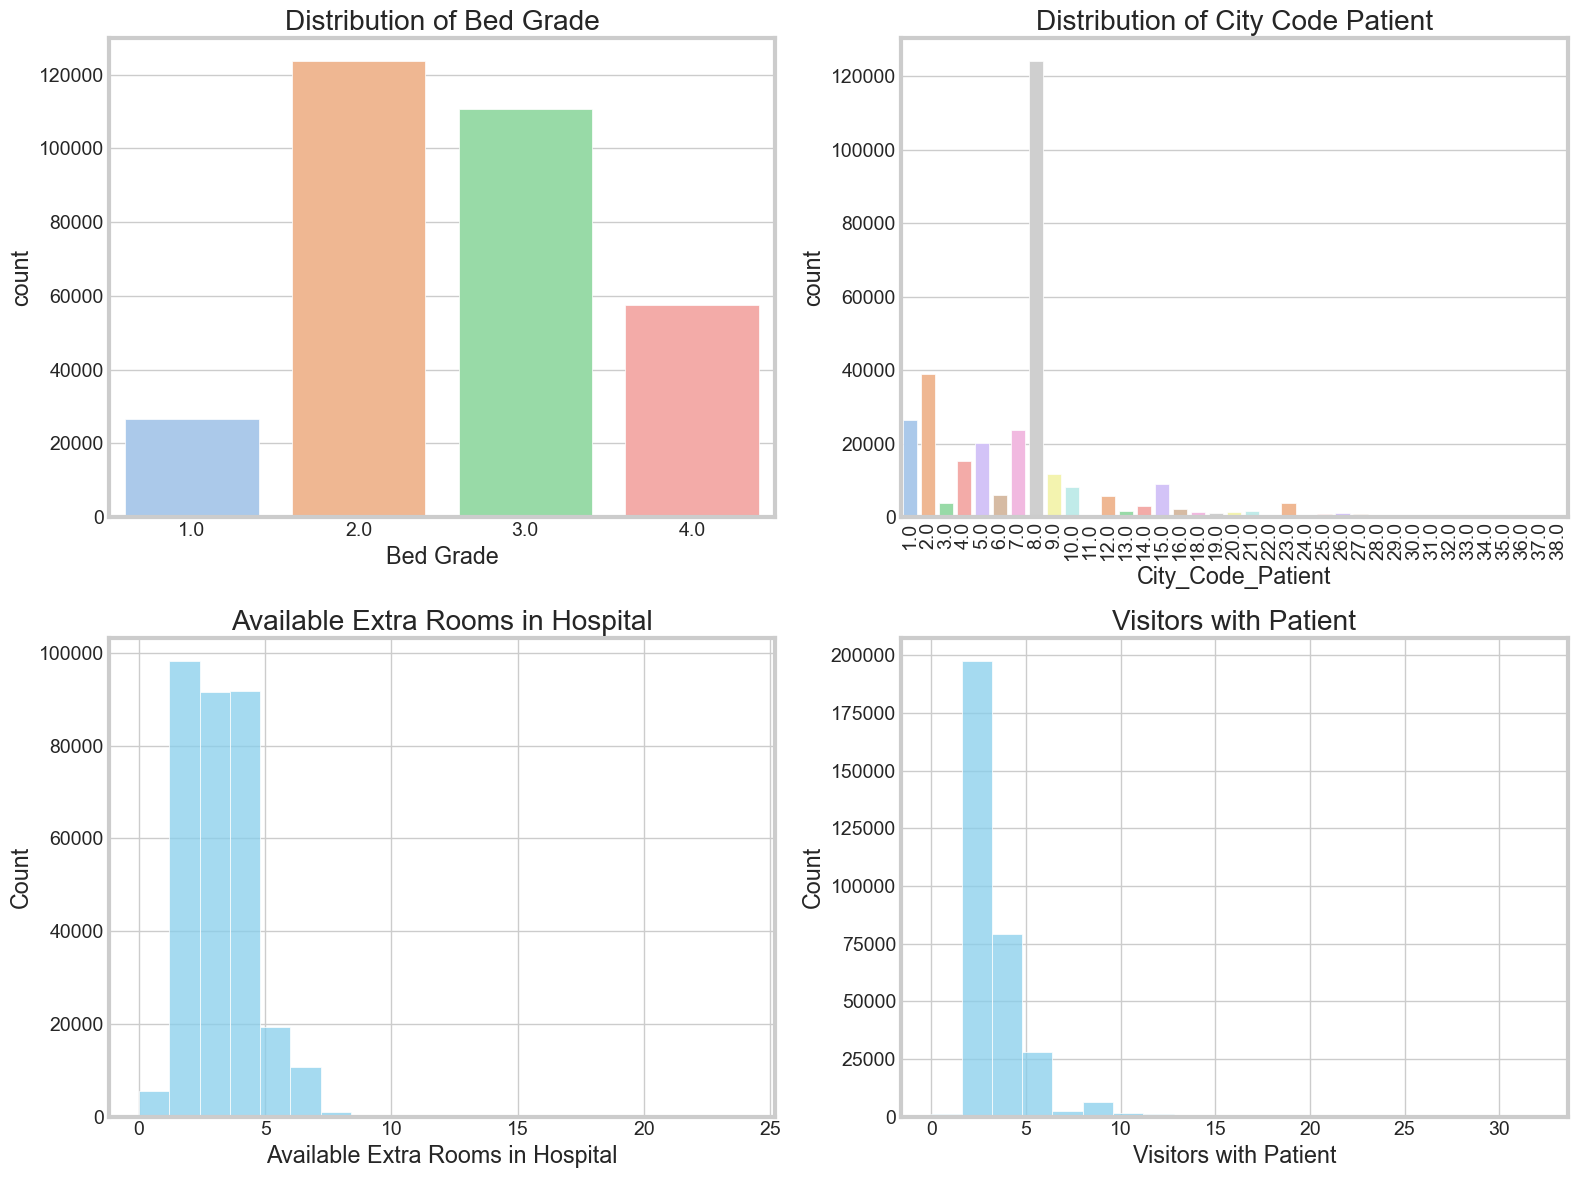 Distribution of Bed Grade
120000
100000
80000
60000
40000
20000
0
count
1.0 2.0 3.0 4.0
Bed Grade
Distribution of City Code Patient
120000
100000
80000
60000
40000
20000
0
count
1.0 2.0 3.0 4.0 5.0 6.0 7.0 8.0 9.0 10.0 11.0 12.0 13.0 14.0 15.0 16.0 18.0 19.0 20.0 21.0 22.0 23.0 24.0 25.0 26.0 27.0 28.0 29.0 30.0 31.0 32.0 33.0 34.0 35.0 36.0 37.0 38.0
City_Code_Patient
Available Extra Rooms in Hospital
100000
80000
60000
40000
20000
0
Count
0 5 10 15 20 25
Available Extra Rooms in Hospital
Visitors with Patient
200000
175000
150000
125000
100000
75000
50000
25000
0
Count
0 5 10 15 20 25 30
Visitors with Patient